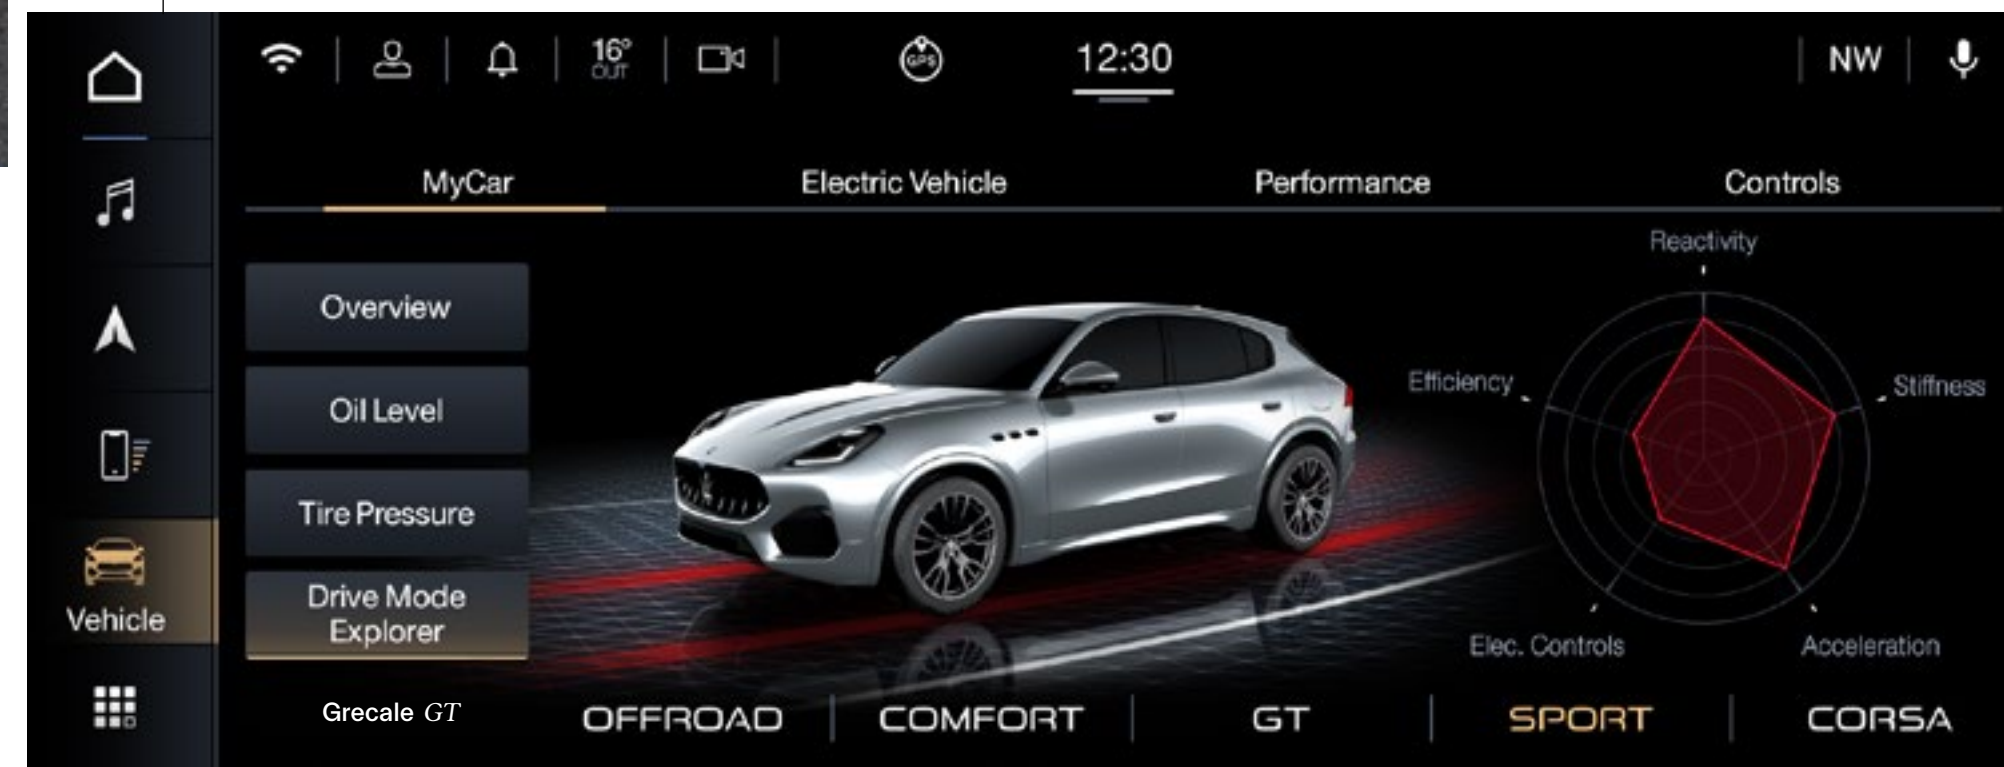 16° OUT
GPS
12:30
NW
MyCar
Electric Vehicle
Performance
Controls
Overview
Oil Level
Tire Pressure
Drive Mode
Explorer
Vehicle
Reactivity
Efficiency
Stiffness
Elec. Controls
Acceleration
Grecale GT
OFFROAD
COMFORT
GT
SPORT
CORSA